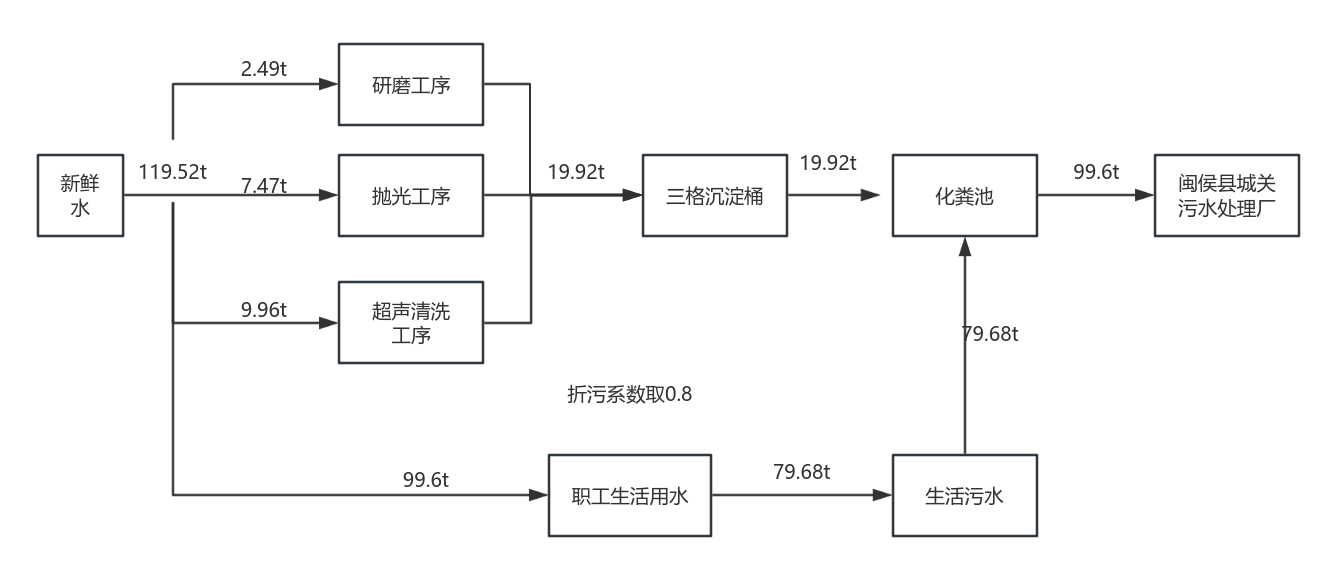 2.49t
研磨工序
新鲜
水
119.52t
7.47t
抛光工序
19.92t
三格沉淀桶
19.92t
化粪池
99.6t
闽侯县城关
污水处理厂
9.96t
超声清洗
工序
79.68t
折污系数取0.8
99.6t
职工生活用水
79.68t
生活污水